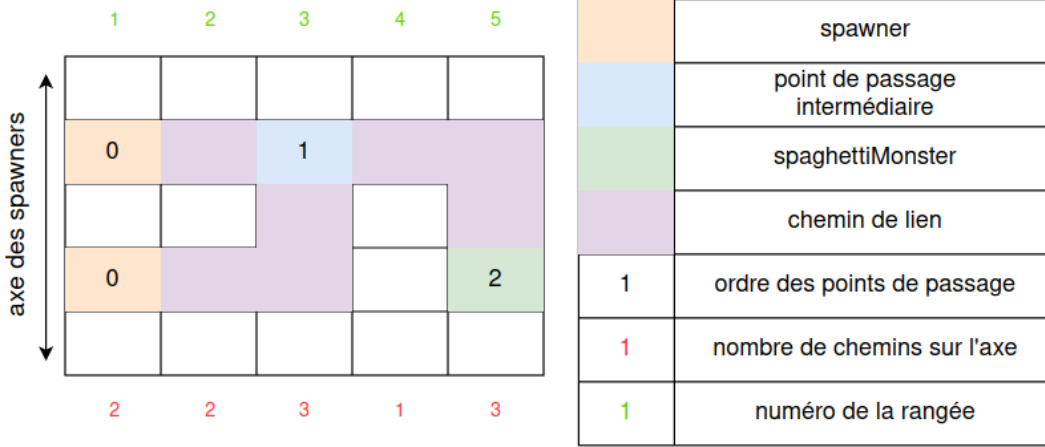 1 2 3 4 5
axe des spawners
0 1
0 2
2 2 3 1 3
spawner
point de passage
intermédiaire
spaghettiMonster
chemin de lien
1 ordre des points de passage
1 nombre de chemins sur l'axe
1 numéro de la rangée